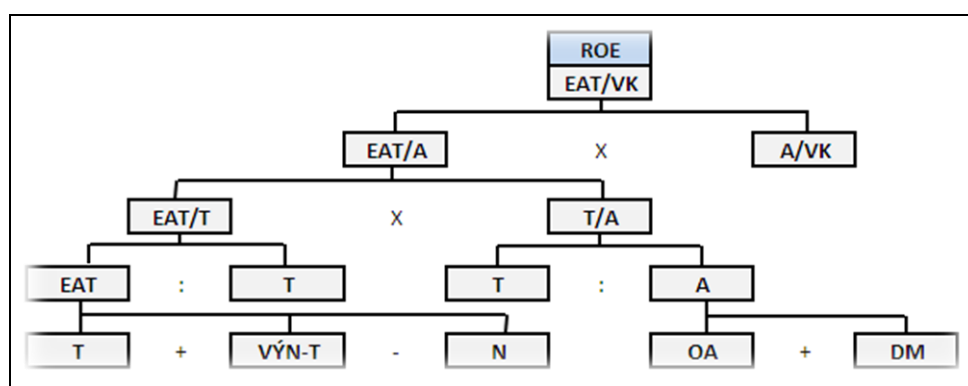 ROE
EAT/VK
EAT/A X A/VK
EAT/T X T/A
EAT : T T : A
T + VÝN-T - N OA + DM